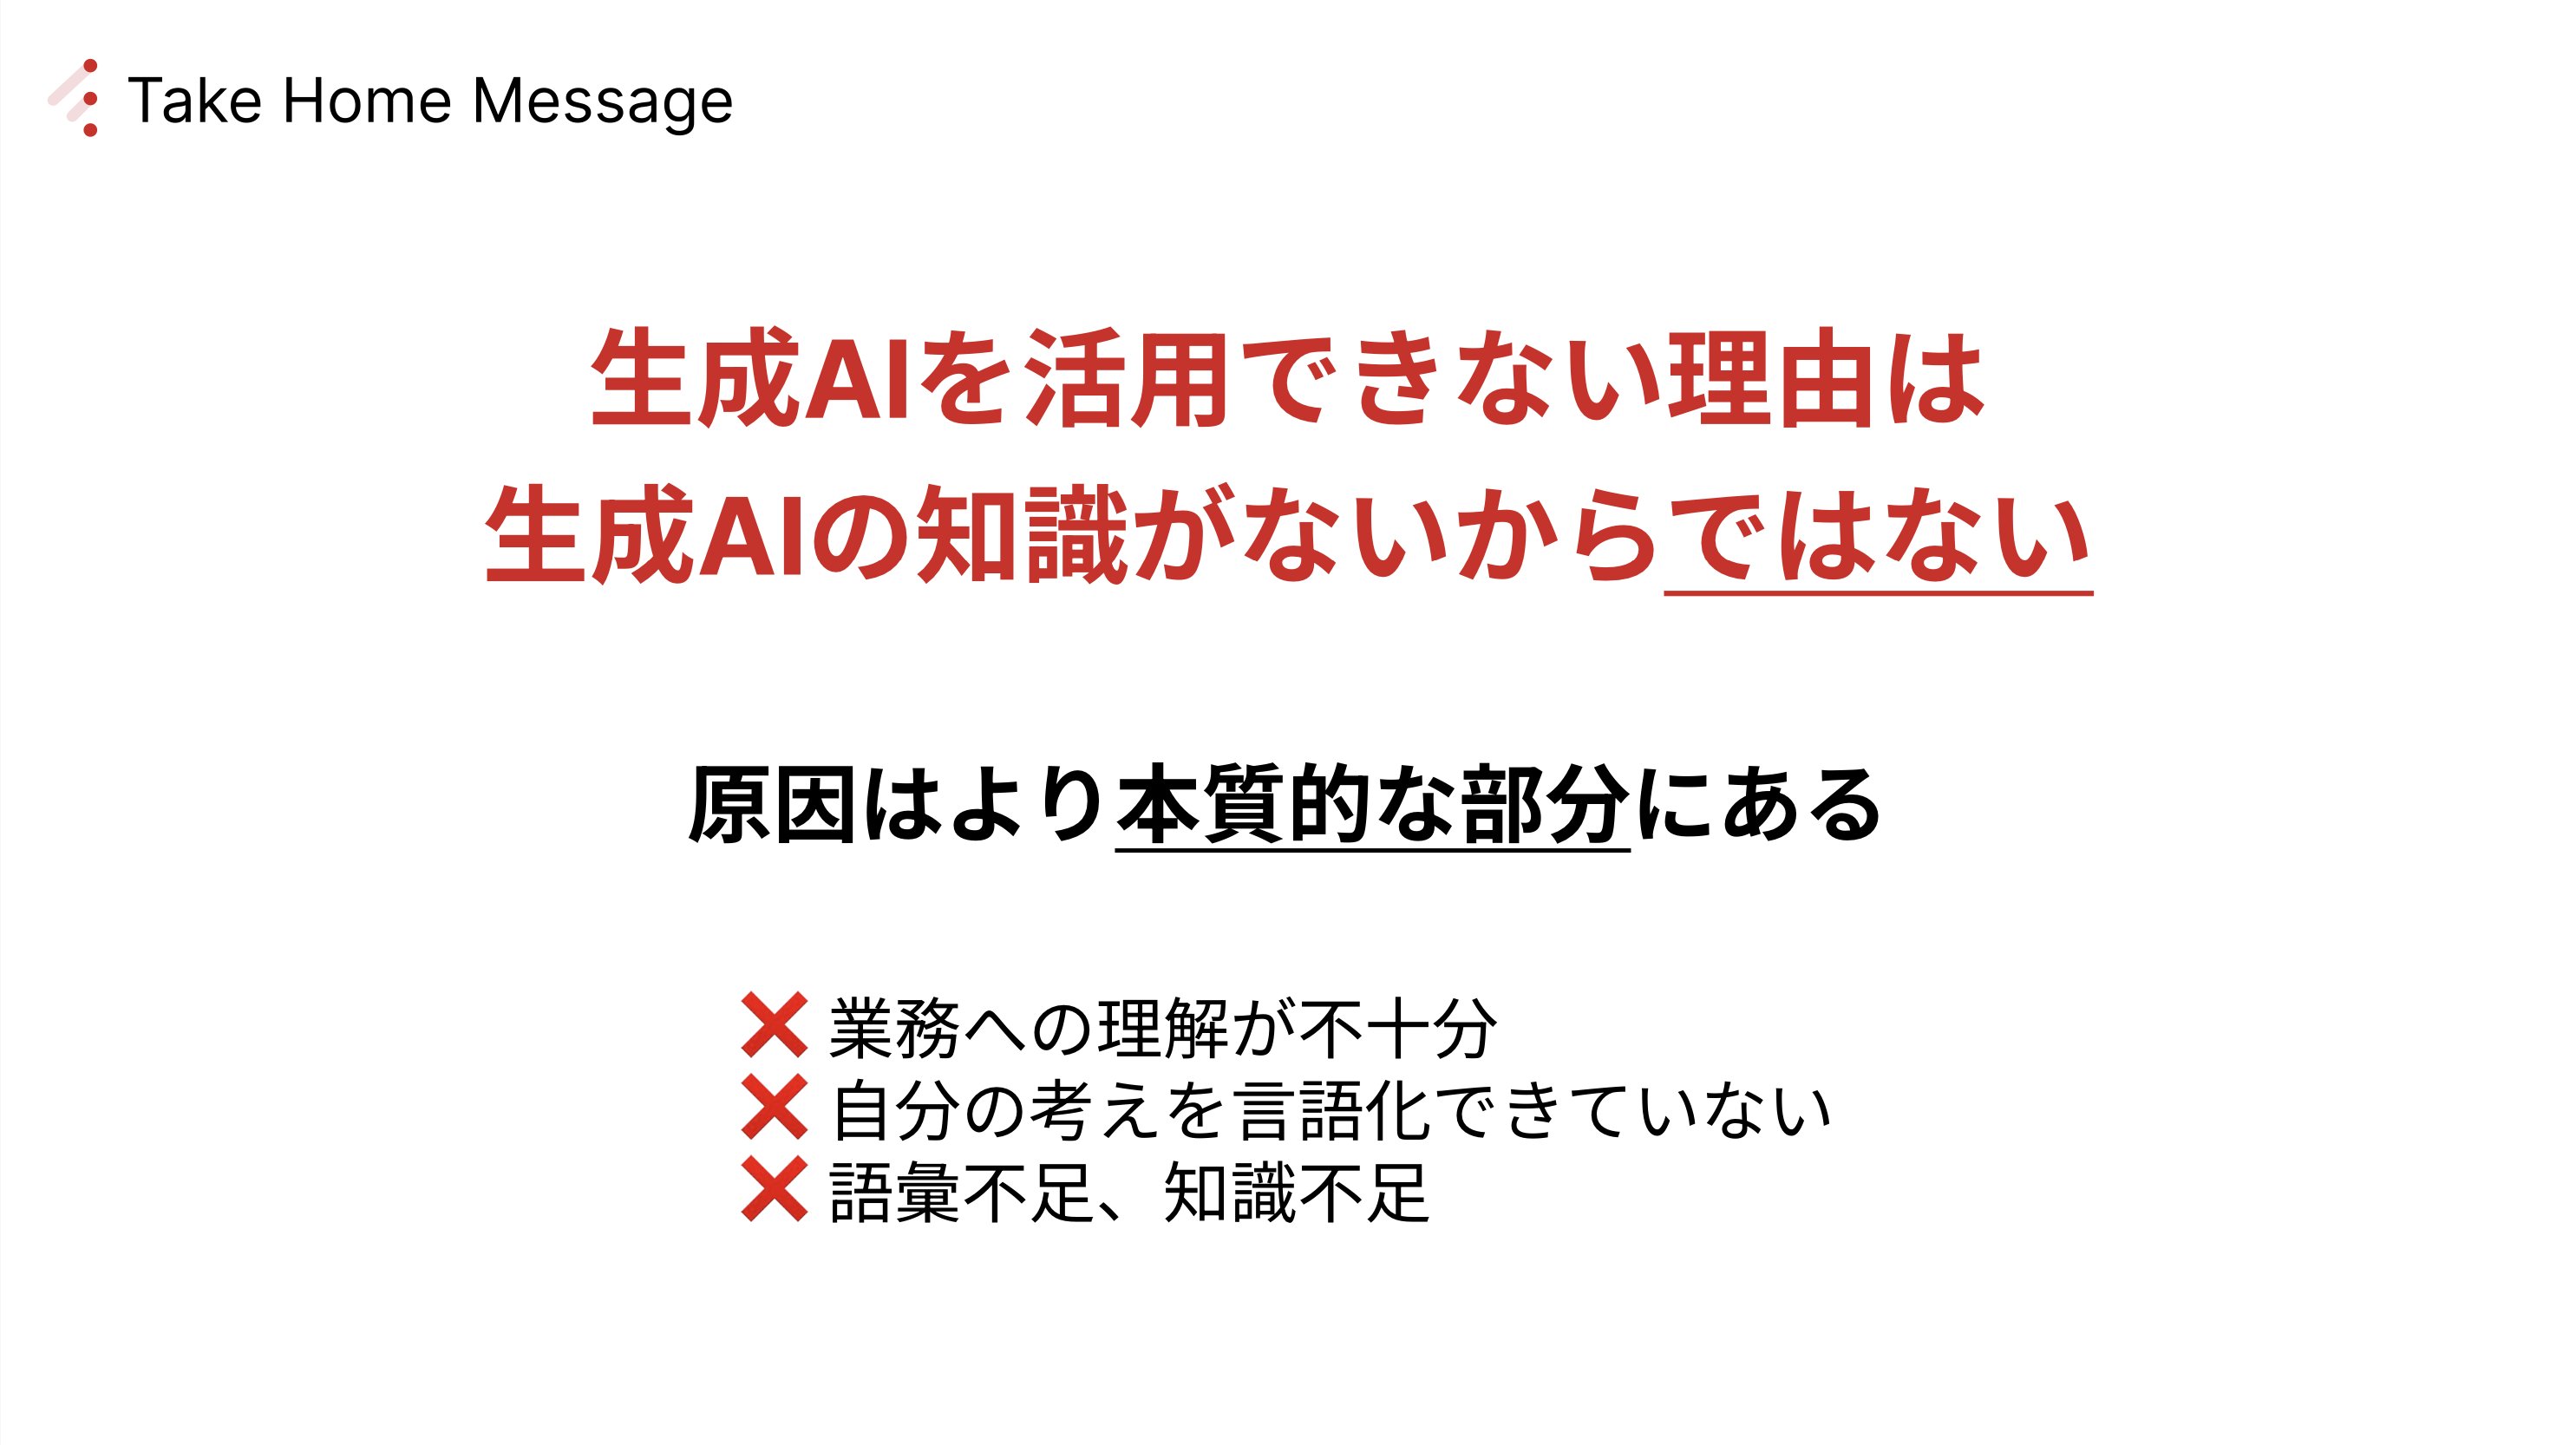 Take Home Message
生成AIを活用できない理由は
生成AIの知識がないからではない
原因はより本質的な部分にある
❌ 業務への理解が不十分
❌ 自分の考えを言語化できていない
❌ 語彙不足、知識不足